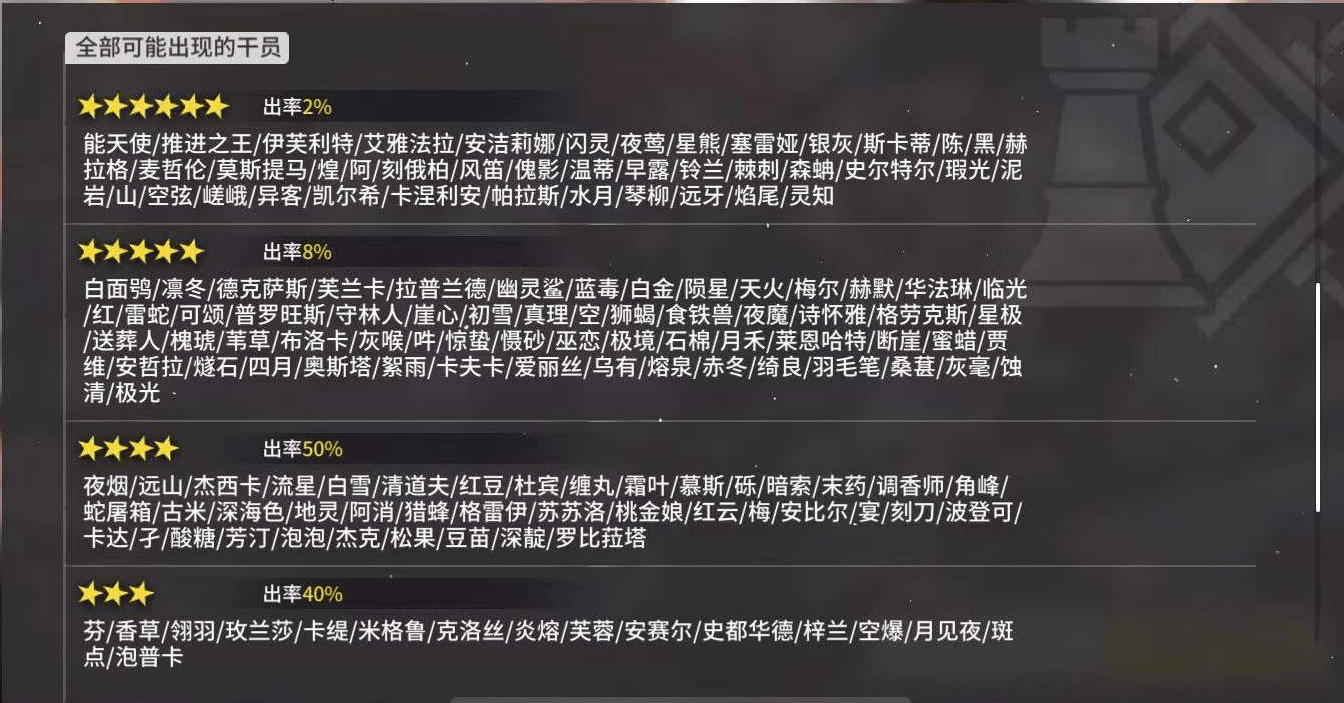 全部可能出现的干员
★★★★★★ 出率2%
能天使/推进之王/伊芙利特/艾雅法拉/安洁莉娜/闪灵/夜莺/星熊/塞雷娅/银灰/斯卡蒂/陈/黑/赫
拉格/麦哲伦/莫斯提马/煌/阿/刻俄柏/风笛/傀影/温蒂/早露/铃兰/棘刺/森蚺/史尔特尔/瑕光/泥
岩/山/空弦/嵯峨/异客/凯尔希/卡涅利安/帕拉斯/水月/琴柳/远牙/焰尾/灵知
★★★★★ 出率8%
白面鸮/凛冬/德克萨斯/芙兰卡/拉普兰德/幽灵鲨/蓝毒/白金/陨星/天火/梅尔/赫默/华法琳/临光
/红/雷蛇/可颂/普罗旺斯/守林人/崖心/初雪/真理/空/狮蝎/食铁兽/夜魔/诗怀雅/格劳克斯/星极
/送葬人/槐琥/苇草/布洛卡/灰喉/吽/惊蛰/慑砂/巫恋/极境/石棉/月禾/莱恩哈特/断崖/蜜蜡/贾
维/安哲拉/燧石/四月/奥斯塔/絮雨/卡夫卡/爱丽丝/乌有/熔泉/赤冬/绮良/羽毛笔/桑葚/灰毫/蚀
清/极光
★★★★ 出率50%
夜烟/远山/杰西卡/流星/白雪/清道夫/红豆/杜宾/缠丸/霜叶/慕斯/砾/暗索/末药/调香师/角峰/
蛇屠箱/古米/深海色/地灵/阿消/猎蜂/格雷伊/苏苏洛/桃金娘/红云/梅/安比尔/宴/刻刀/波登可/
卡达/孑/酸糖/芳汀/泡泡/杰克/松果/豆苗/深靛/罗比菈塔
★★★ 出率40%
芬/香草/翎羽/玫兰莎/卡缇/米格鲁/克洛丝/炎熔/芙蓉/安赛尔/史都华德/梓兰/空爆/月见夜/斑
点/泡普卡